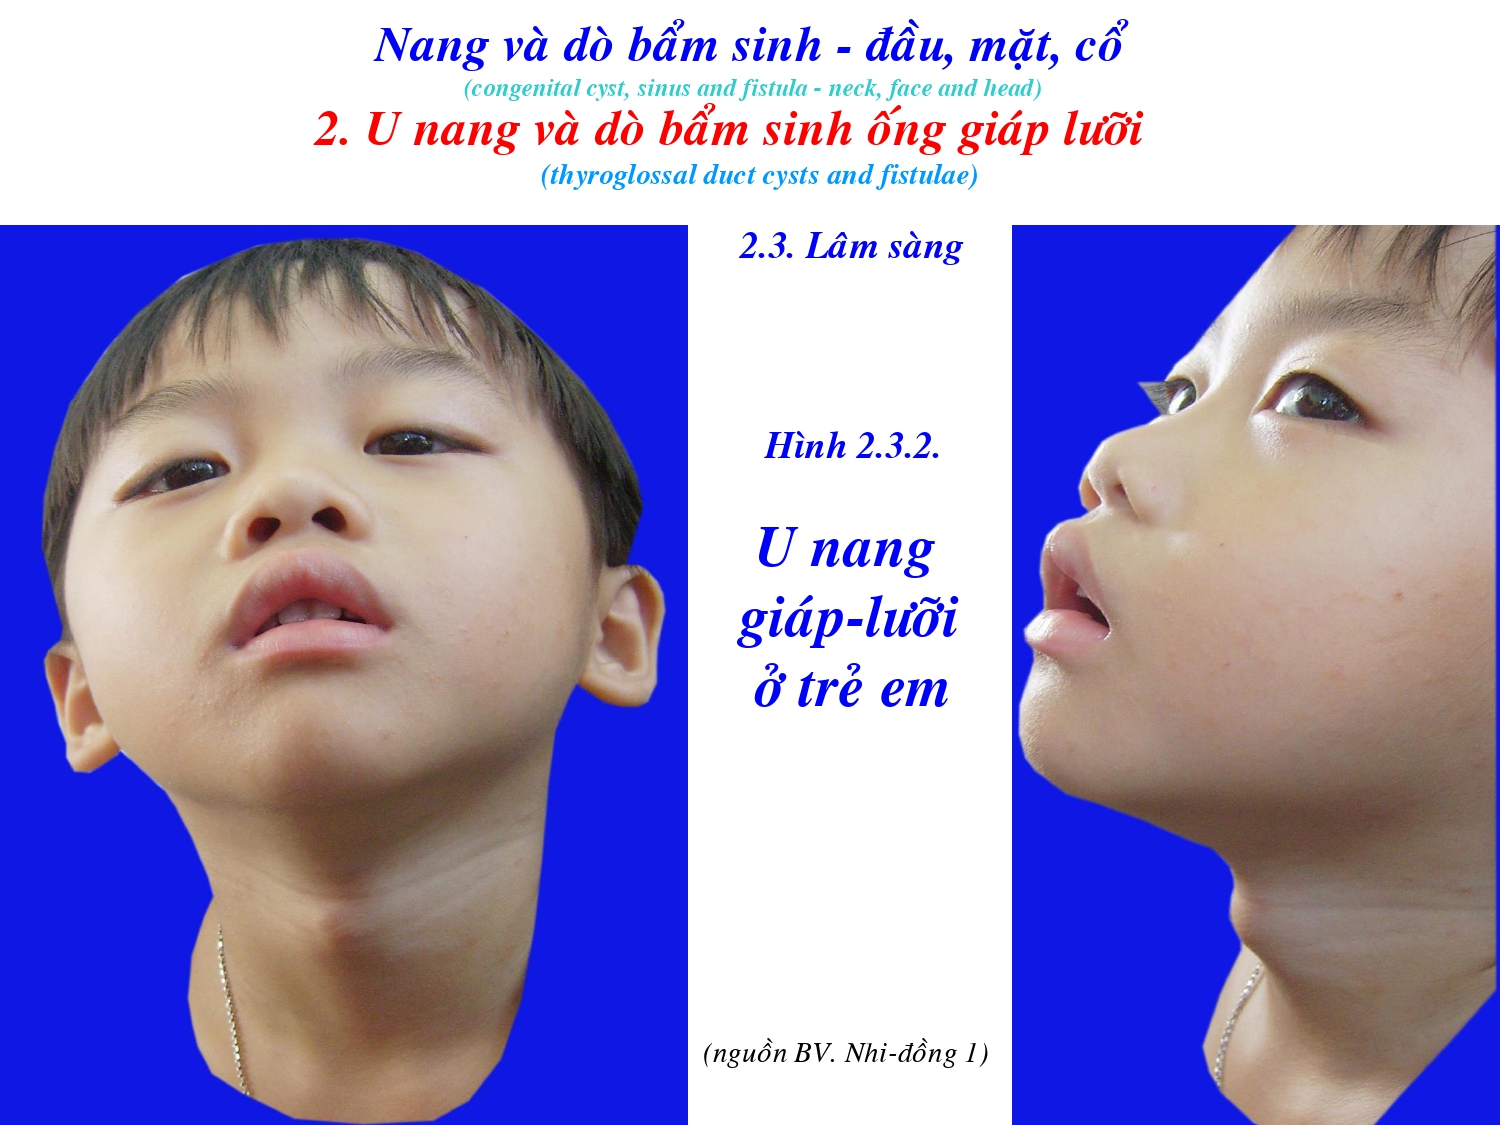 Nang và dò bẩm sinh - đầu, mặt, cổ
(congenital cyst, sinus and fistula - neck, face and head)
2. U nang và dò bẩm sinh ống giáp lưỡi
(thyroglossal duct cysts and fistulae)
2.3. Lâm sàng
Hình 2.3.2.
U nang
giáp-lưỡi
ở trẻ em
(nguồn BV. Nhi-đồng 1)